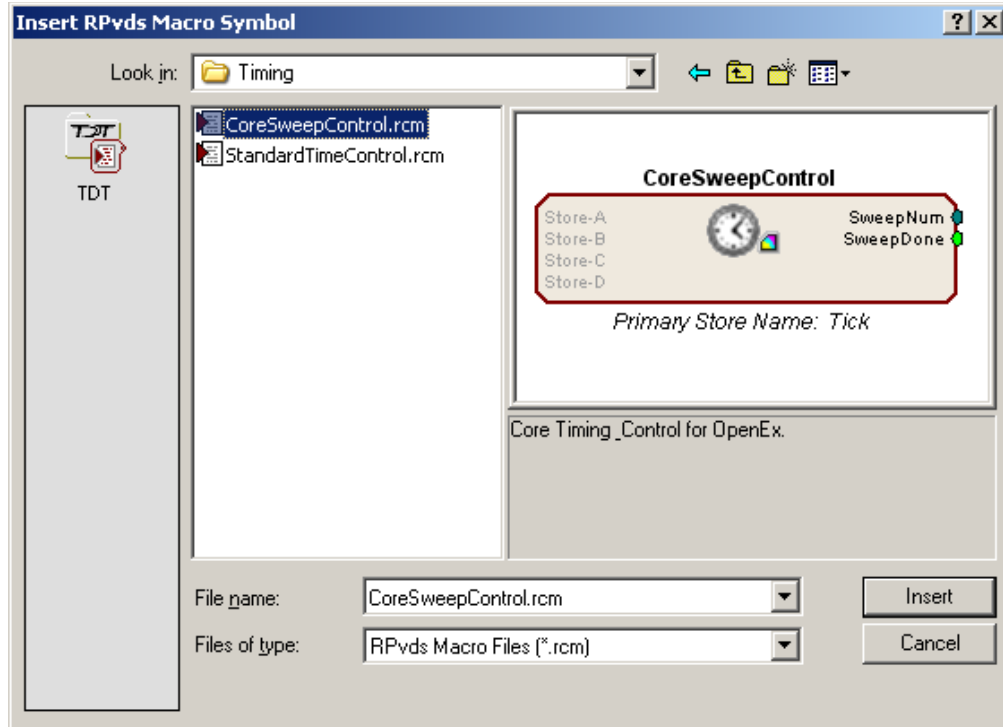 Insert RPvds Macro Symbol
Look in: Timing
TDT
TDT
CoreSweepControl.rcm
StandardTimeControl.rcm
CoreSweepControl
Store-A
Store-B
Store-C
Store-D
SweepNum
SweepDone
Primary Store Name: Tick
Core Timing_Control for OpenEx.
File name: CoreSweepControl.rcm
Insert
Files of type: RPvds Macro Files (*.rcm)
Cancel